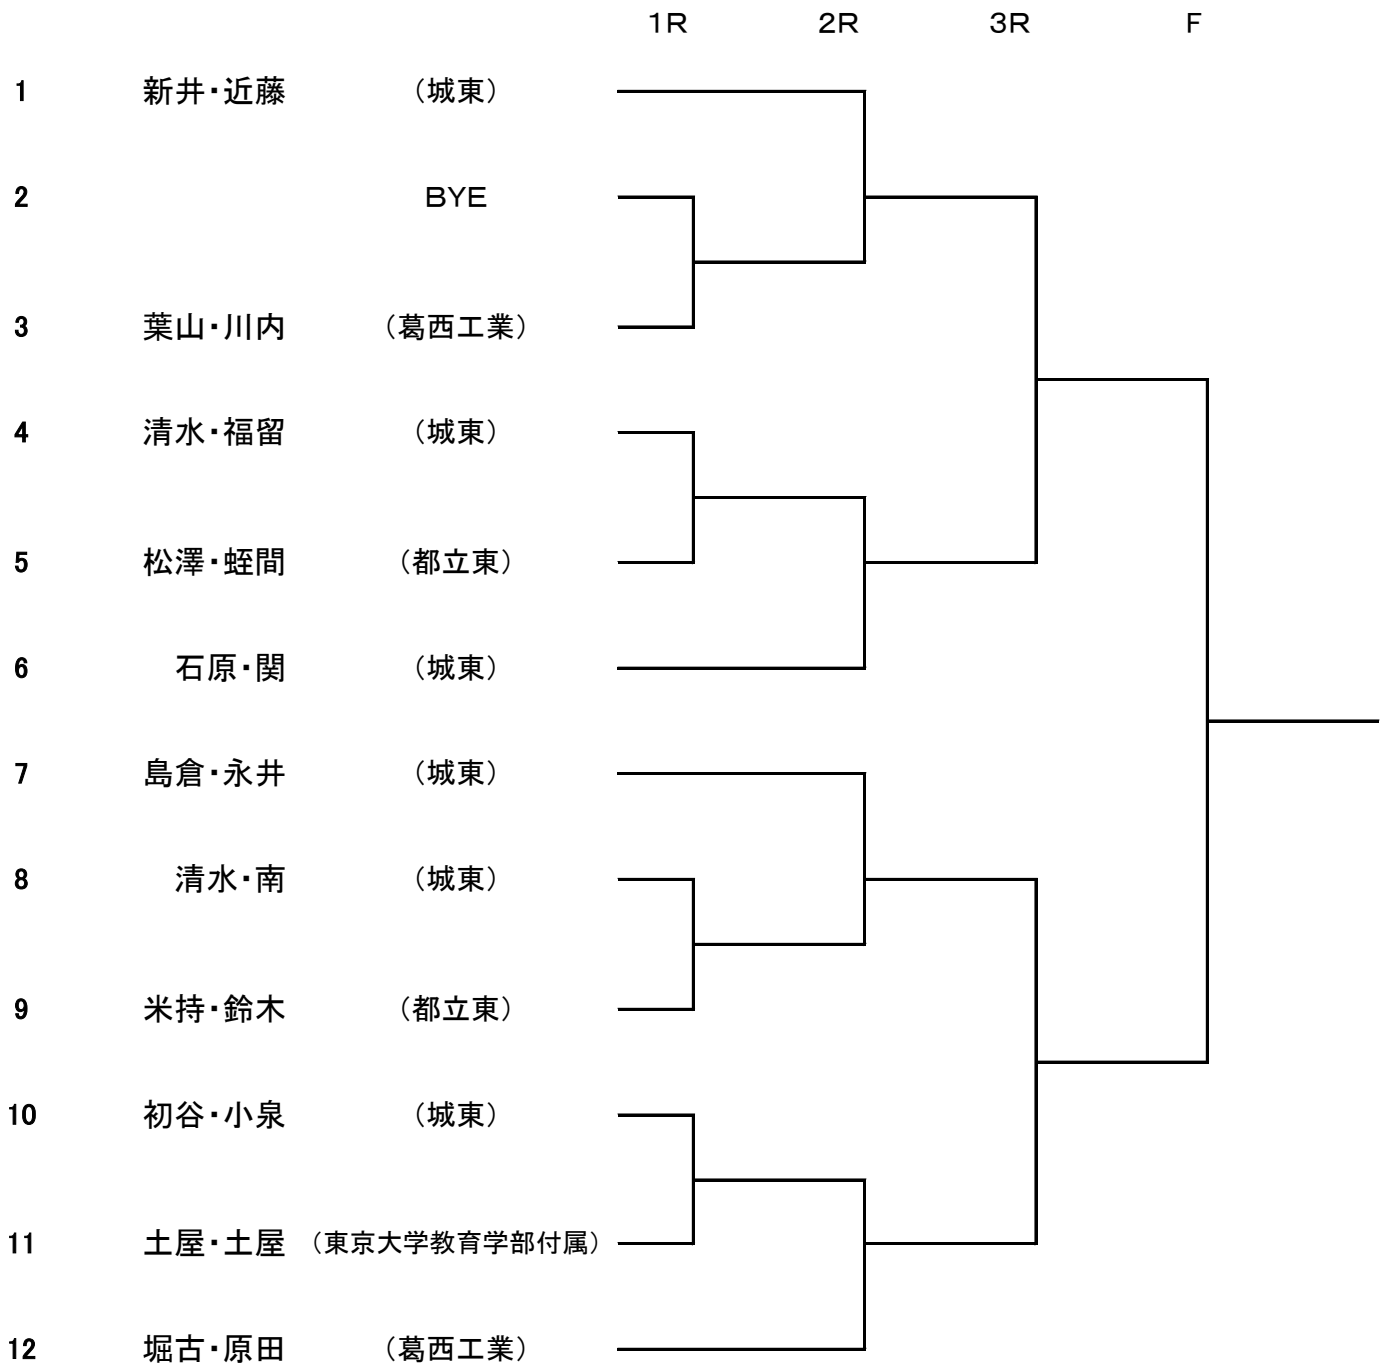 1R 2R 3R F
1 新井・近藤 （城東）
2 BYE
3 葉山・川内 （葛西工業）
4 清水・福留 （城東）
5 松澤・蛭間 （都立東）
6 石原・関 （城東）
7 島倉・永井 （城東）
8 清水・南 （城東）
9 米持・鈴木 （都立東）
10 初谷・小泉 （城東）
11 土屋・土屋 （東京大学教育学部付属）
12 堀古・原田 （葛西工業）